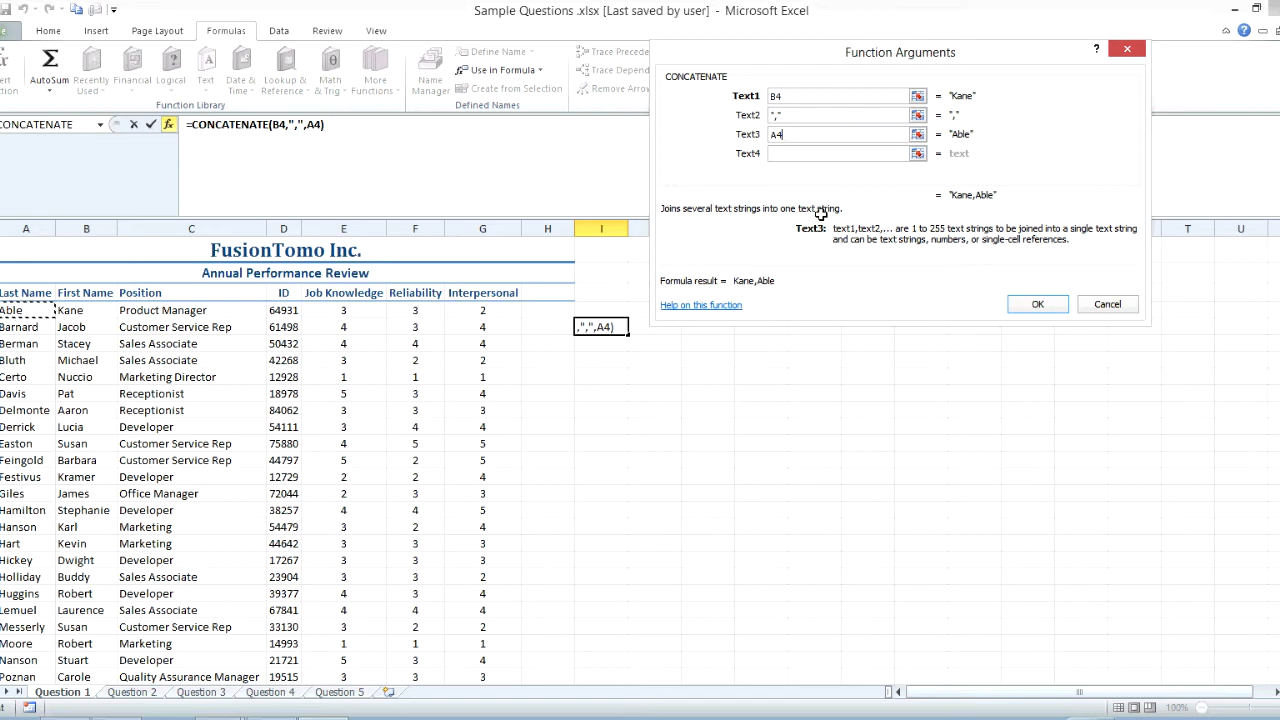 Sample Questions .xlsx [Last saved by user] - Microsoft Excel
Home Insert Page Layout Formulas Data Review View
AutoSum Recently Used Financial Logical Text Date & Time Lookup & Reference Math & Trig More Functions
Function Library
Name Manager
Define Name
Use in Formula
Create from Selection
Defined Names
Trace Precede
Trace Depend
Remove Arrow
CONCATENATE =CONCATENATE(B4,",",A4)
Function Arguments
CONCATENATE
Text1 B4 = "Kane"
Text2 "," = ","
Text3 A4 = "Able"
Text4 = text
= "Kane,Able"
Joins several text strings into one text string.
Text3: text1,text2,... are 1 to 255 text strings to be joined into a single text string
and can be text strings, numbers, or single-cell references.
Formula result = Kane,Able
Help on this function
OK Cancel
A B C D E F G H I T U V
FusionTomo Inc.
Annual Performance Review
Last Name First Name Position ID Job Knowledge Reliability Interpersonal
Able Kane Product Manager 64931 3 3 2
Barnard Jacob Customer Service Rep 61498 4 3 4 ,",",A4)
Berman Stacey Sales Associate 50432 4 4 4
Bluth Michael Sales Associate 42268 3 2 2
Certo Nuccio Marketing Director 12928 1 1 1
Davis Pat Receptionist 18978 5 3 4
Delmonte Aaron Receptionist 84062 3 3 3
Derrick Lucia Developer 54111 3 4 4
Easton Susan Customer Service Rep 75880 4 5 5
Feingold Barbara Customer Service Rep 44797 5 2 5
Festivus Kramer Developer 12729 2 2 4
Giles James Office Manager 72044 2 3 3
Hamilton Stephanie Developer 38257 4 4 5
Hanson Karl Marketing 54479 3 2 4
Hart Kevin Marketing 44642 3 3 3
Hickey Dwight Developer 17267 3 3 3
Holliday Buddy Sales Associate 23904 3 3 2
Huggins Robert Developer 39377 4 3 4
Lemuel Laurence Sales Associate 67841 4 4 4
Messerly Susan Customer Service Rep 33130 3 2 2
Moore Robert Marketing 14993 1 1 1
Nanson Stuart Developer 21721 5 3 4
Poznan Carole Quality Assurance Manager 19515 3 3 3
Question 1 Question 2 Question 3 Question 4 Question 5
100%